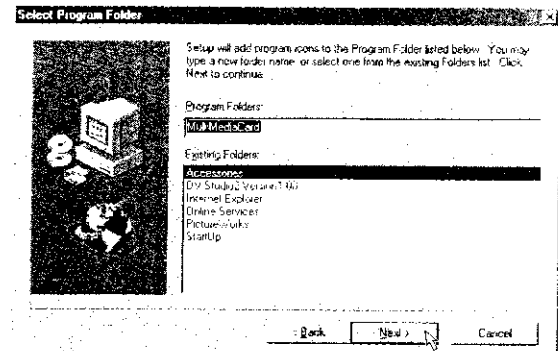 Select Program Folder
Setup will add program icons to the Program Folder listed below. You may
type a new folder name, or select one from the existing Folders list. Click
Next to continue.
Program Folders:
MultiMediaCard
Existing Folders:
Accessories
DV Studio2 Version1.00
Internet Explorer
Online Services
PictureWorks
StartUp
< Back
Next >
Cancel